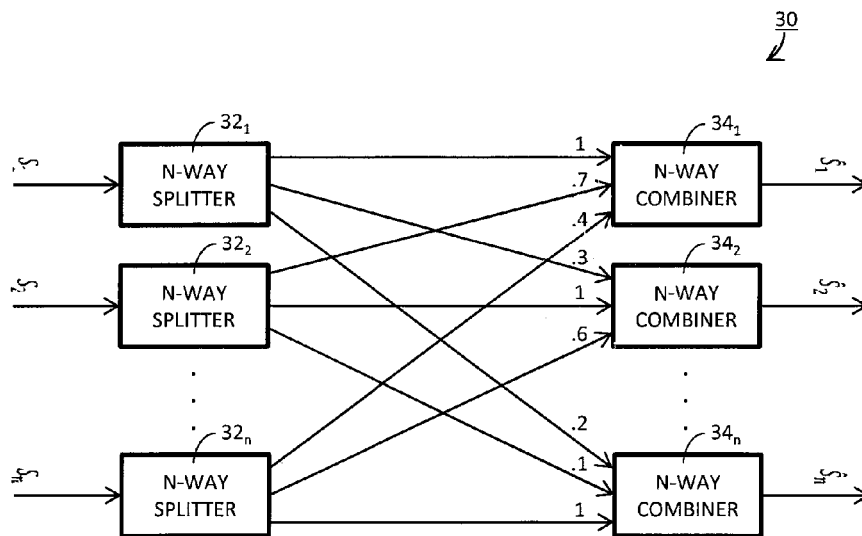 30
32₁
34₁
N-WAY
SPLITTER
1
.7
.4
N-WAY
COMBINER
32₂
34₂
N-WAY
SPLITTER
.3
1
.6
N-WAY
COMBINER
32ₙ
34ₙ
N-WAY
SPLITTER
.2
.1
1
N-WAY
COMBINER